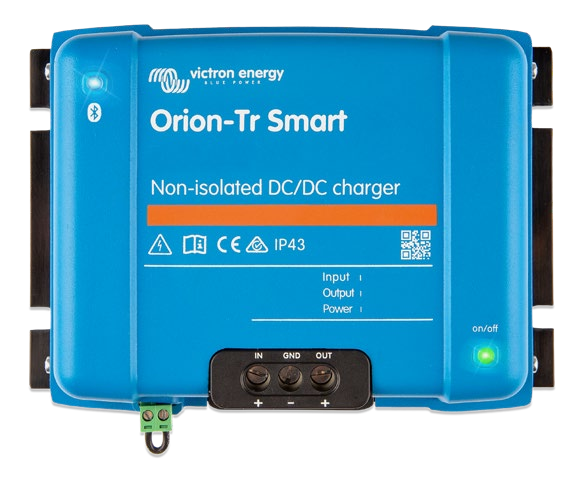 victron energy
BLUE POWER
Orion-Tr Smart
Non-isolated DC/DC charger
CE IP43
Input
Output
Power
on/off
IN GND OUT
+ − +